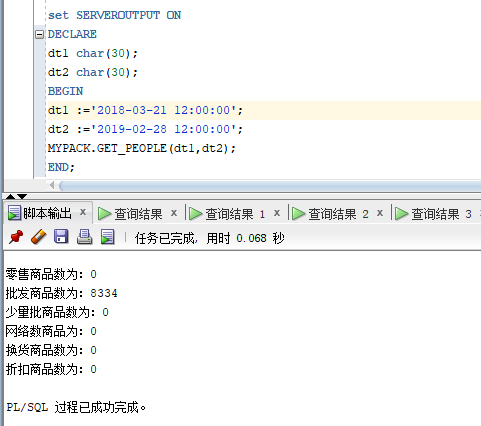 set SERVEROUTPUT ON
DECLARE
dt1 char(30);
dt2 char(30);
BEGIN
dt1 :='2018-03-21 12:00:00';
dt2 :='2019-02-28 12:00:00';
MYPACK.GET_PEOPLE(dt1,dt2);
END;
脚本输出 × 查询结果 × 查询结果 1 × 查询结果 2 × 查询结果 3
任务已完成, 用时 0.068 秒
零售商品数为: 0
批发商品数为: 8334
少量批商品数为: 0
网络数商品为: 0
换货商品数为: 0
折扣商品数为: 0
PL/SQL 过程已成功完成。